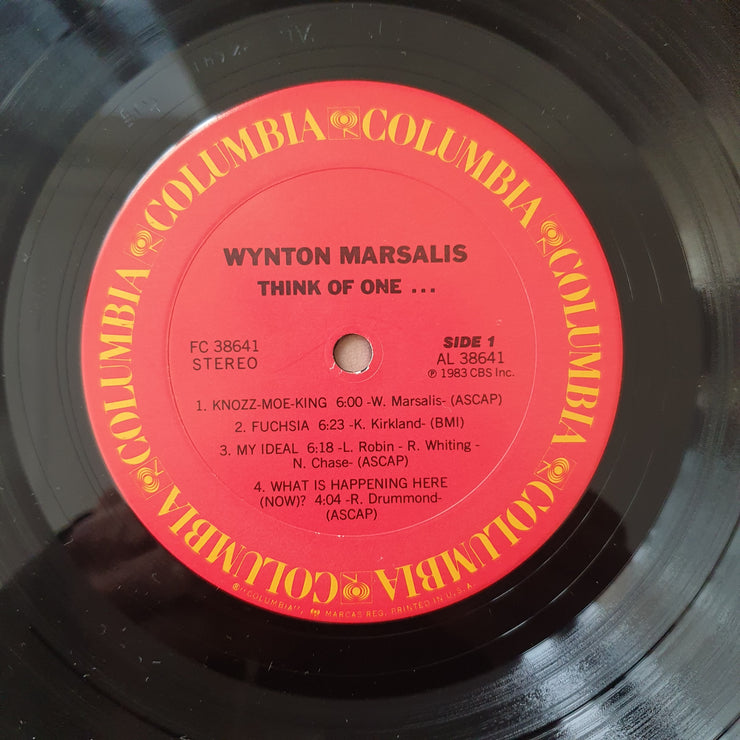 COLUMBIA COLUMBIA COLUMBIA COLUMBIA COLUMBIA COLUMBIA COLUMBIA COLUMBIA
WYNTON MARSALIS
THINK OF ONE ...
FC 38641
STEREO
SIDE 1
AL 38641
℗ 1983 CBS Inc.
1. KNOZZ-MOE-KING 6:00 -W. Marsalis- (ASCAP)
2. FUCHSIA 6:23 -K. Kirkland- (BMI)
3. MY IDEAL 6:18 -L. Robin - R. Whiting -
N. Chase- (ASCAP)
4. WHAT IS HAPPENING HERE
(NOW)? 4:04 -R. Drummond-
(ASCAP)
"COLUMBIA", MARCAS REG. PRINTED IN U.S.A.